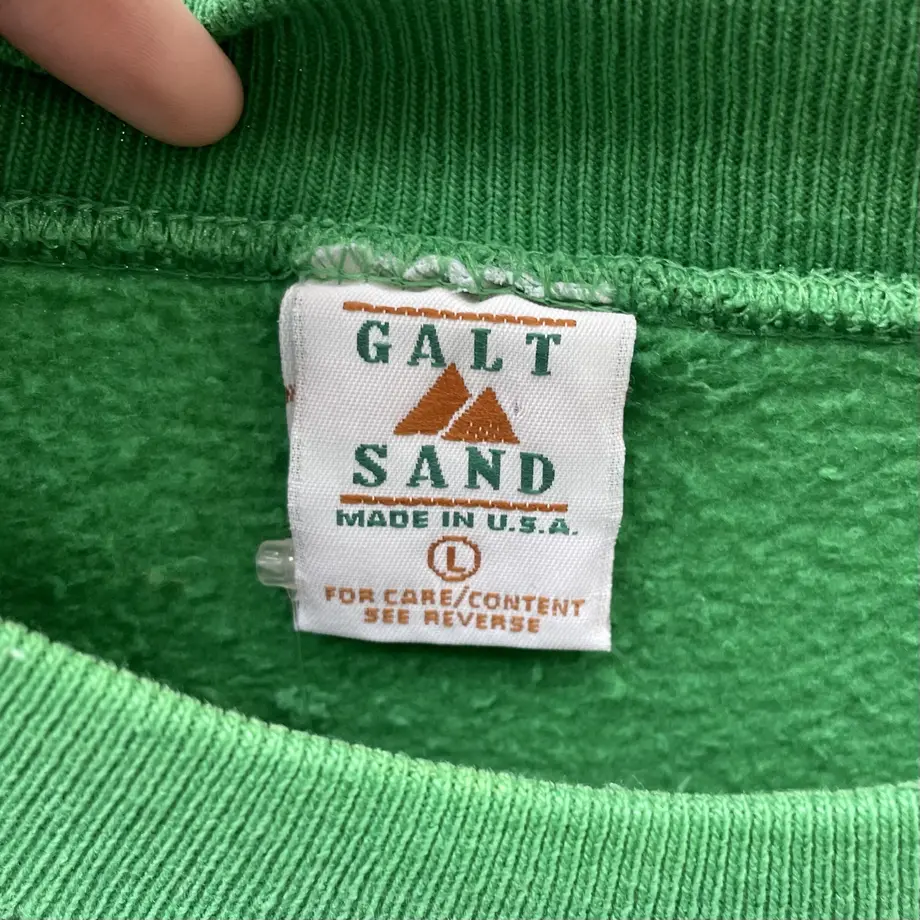 GALT
SAND
MADE IN U.S.A.
L
FOR CARE/CONTENT
SEE REVERSE